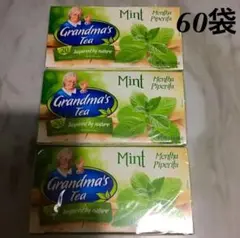 60袋
Grandma's
Tea
Inspired by nature
Mint
Mentha
Piperita
20
Grandma's
Tea
Inspired by nature
Mint
Mentha
Piperita
Grandma's
Tea
Inspired by nature
Mint
Mentha
Piperita